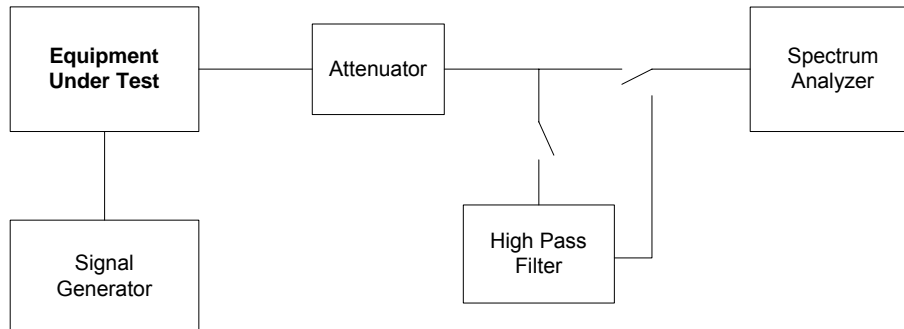 Equipment
Under Test
Attenuator
Spectrum
Analyzer
Signal
Generator
High Pass
Filter